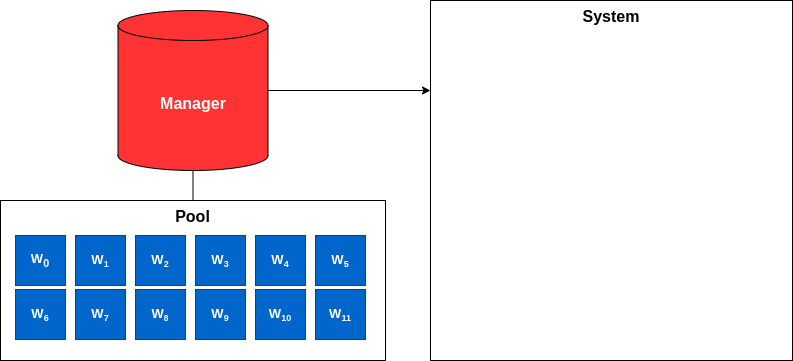 System
Manager
Pool
W0 W1 W2 W3 W4 W5
W6 W7 W8 W9 W10 W11